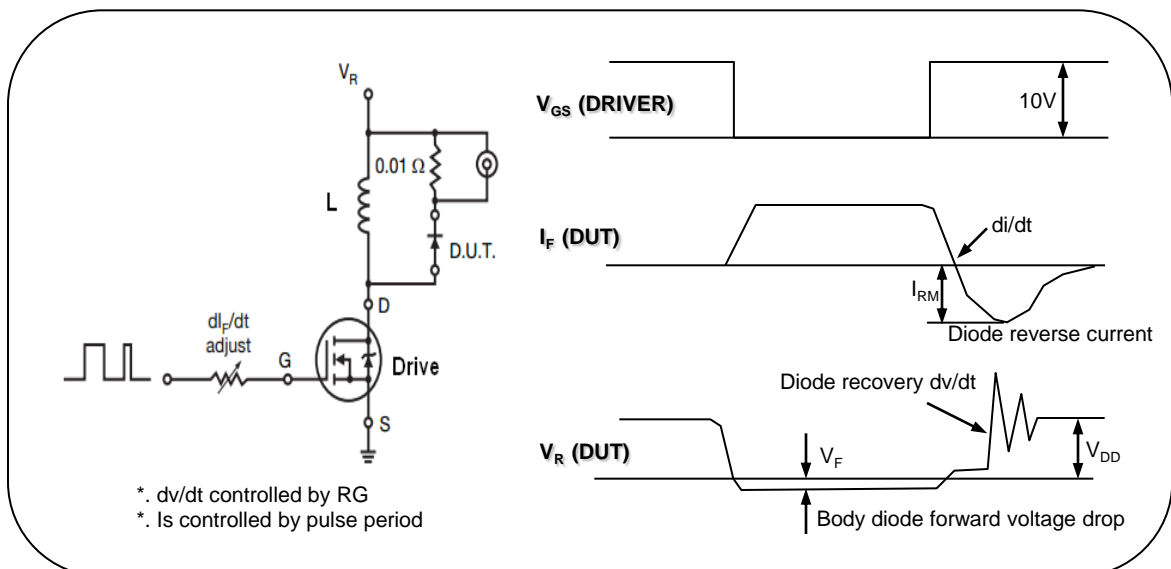 V_R
0.01 Ω
L
D.U.T.
D
dI_F/dt
adjust
G
Drive
S
*. dv/dt controlled by RG
*. Is controlled by pulse period
V_GS (DRIVER)
10V
I_F (DUT)
di/dt
I_RM
Diode reverse current
Diode recovery dv/dt
V_R (DUT)
V_F
V_DD
Body diode forward voltage drop